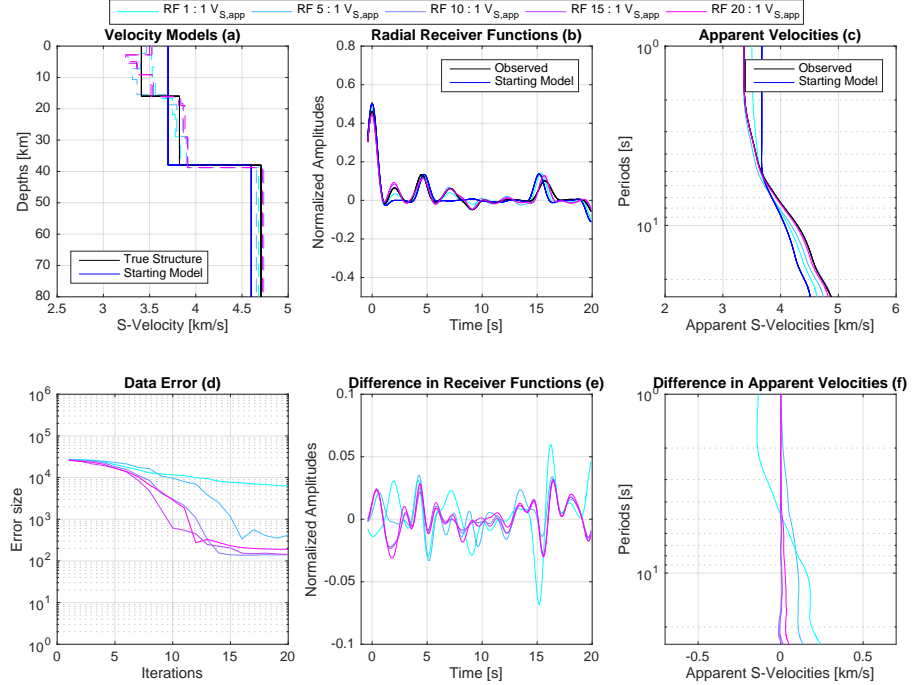 RF 1 : 1 V_{S,app} RF 5 : 1 V_{S,app} RF 10 : 1 V_{S,app} RF 15 : 1 V_{S,app} RF 20 : 1 V_{S,app}
Velocity Models (a)
0
10
20
30
40
50
60
70
80
Depths [km]
2.5 3 3.5 4 4.5 5
S-Velocity [km/s]
True Structure
Starting Model
Radial Receiver Functions (b)
0.8
0.6
0.4
0.2
0
-0.2
-0.4
Normalized Amplitudes
0 5 10 15 20
Time [s]
Observed
Starting Model
Apparent Velocities (c)
10^0
10^1
Periods [s]
2 3 4 5 6
Apparent S-Velocities [km/s]
Observed
Starting Model
Data Error (d)
10^6
10^5
10^4
10^3
10^2
10^1
10^0
Error size
0 5 10 15 20
Iterations
Difference in Receiver Functions (e)
0.1
0.05
0
-0.05
-0.1
Normalized Amplitudes
0 5 10 15 20
Time [s]
Difference in Apparent Velocities (f)
10^0
10^1
Periods [s]
-0.5 0 0.5
Apparent S-Velocities [km/s]